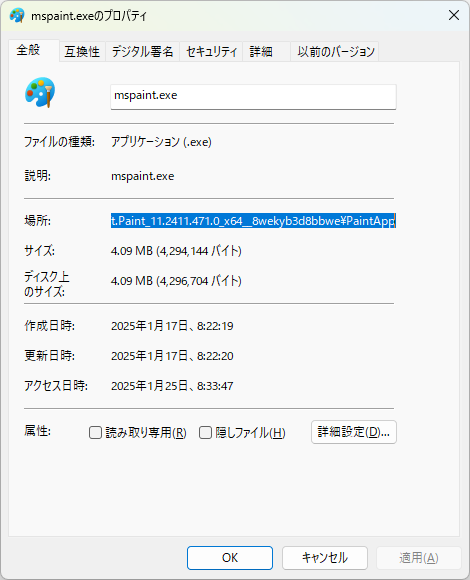 mspaint.exeのプロパティ
全般 互換性 デジタル署名 セキュリティ 詳細 以前のバージョン
mspaint.exe
ファイルの種類: アプリケーション (.exe)
説明: mspaint.exe
場所: t.Paint_11.2411.471.0_x64__8wekyb3d8bbwe¥PaintApp
サイズ: 4.09 MB (4,294,144 バイト)
ディスク上
のサイズ: 4.09 MB (4,296,704 バイト)
作成日時: 2025年1月17日、8:22:19
更新日時: 2025年1月17日、8:22:20
アクセス日時: 2025年1月25日、8:33:47
属性: 読み取り専用(R) 隠しファイル(H) 詳細設定(D)...
OK キャンセル 適用(A)